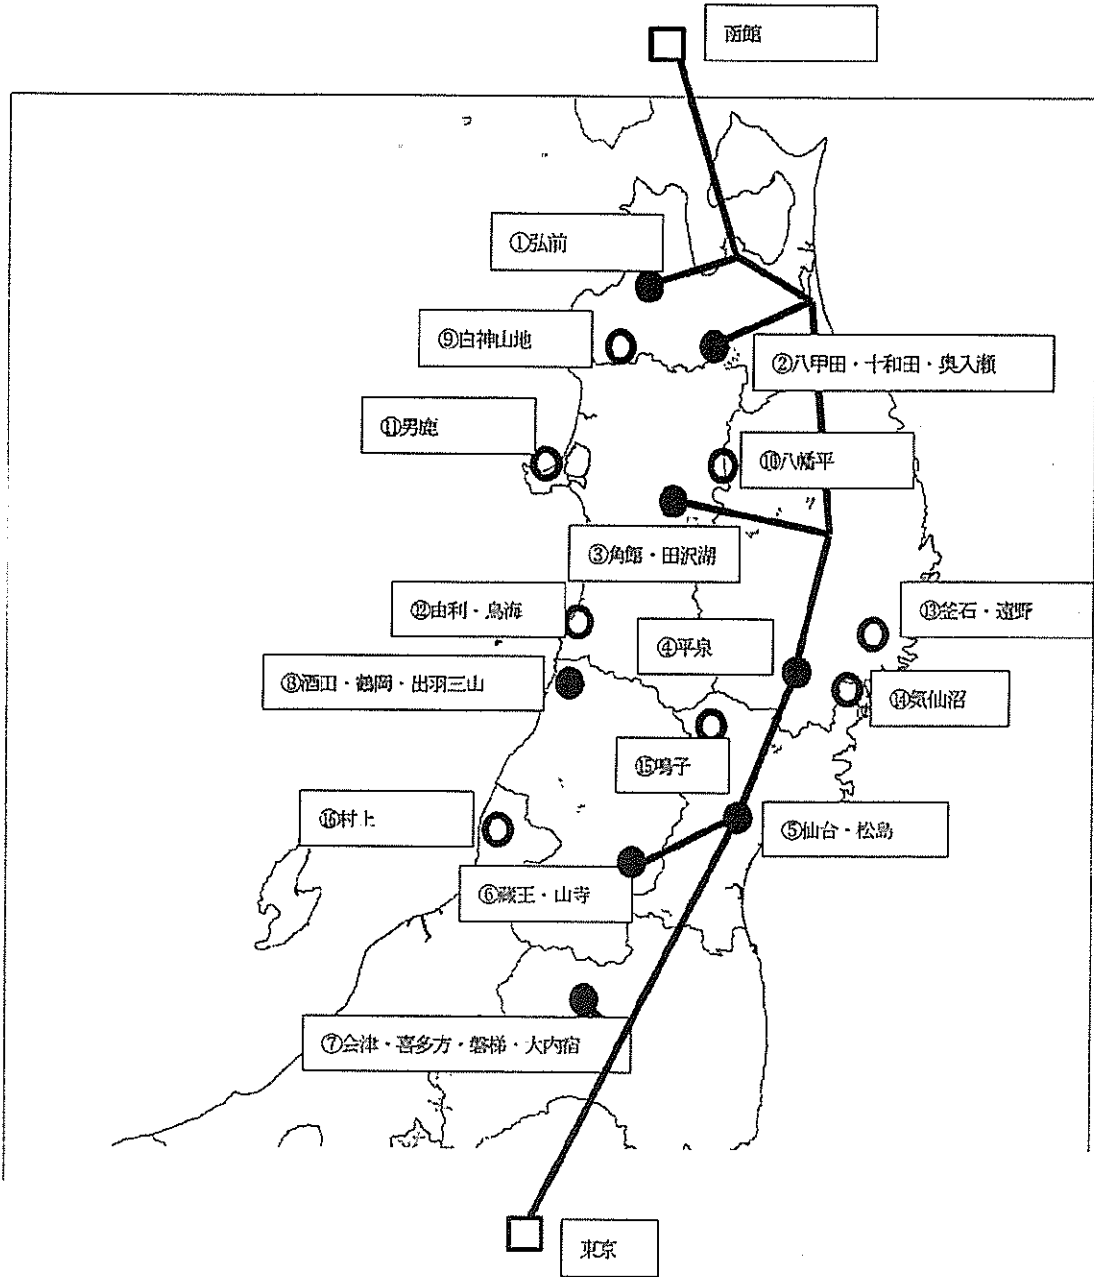 函館
①弘前
⑨白神山地
②八甲田・十和田・奥入瀬
⑪男鹿
⑩八幡平
③角館・田沢湖
⑫由利・鳥海
⑬釜石・遠野
④平泉
⑧酒田・鶴岡・出羽三山
⑭気仙沼
⑮鳴子
⑯村上
⑤仙台・松島
⑥蔵王・山寺
⑦会津・喜多方・磐梯・大内宿
東京